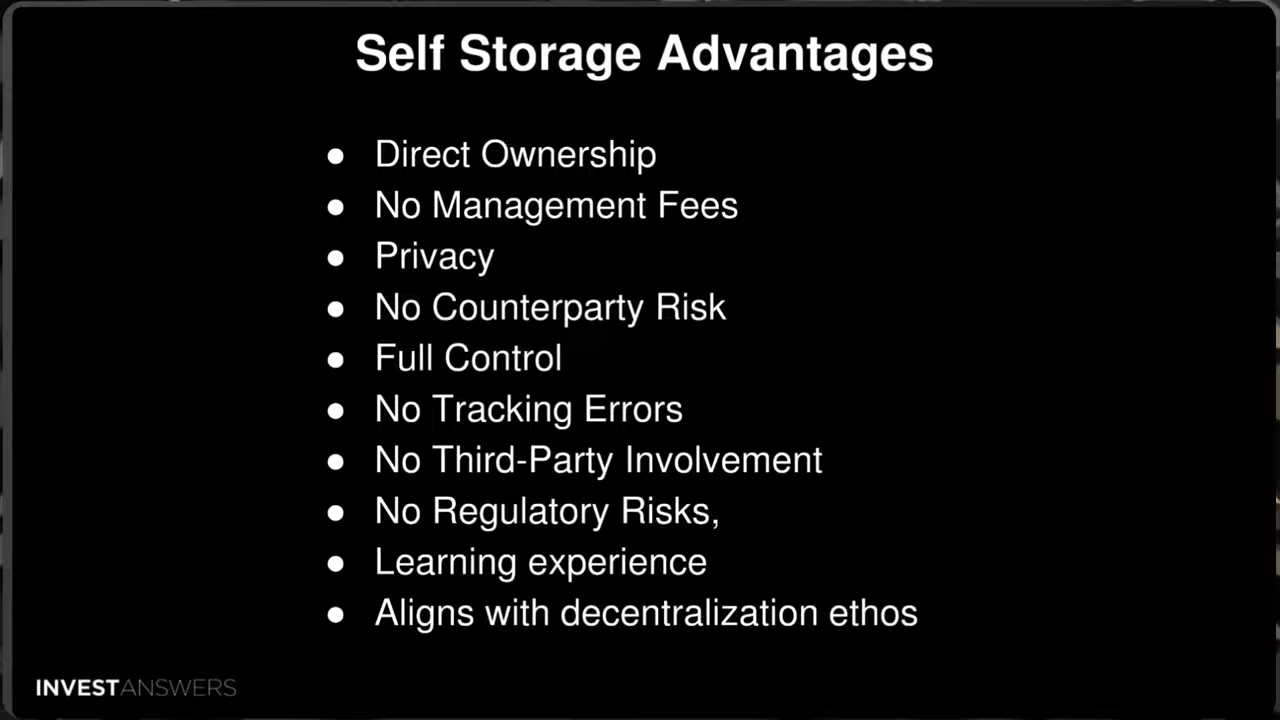 Self Storage Advantages
● Direct Ownership
● No Management Fees
● Privacy
● No Counterparty Risk
● Full Control
● No Tracking Errors
● No Third-Party Involvement
● No Regulatory Risks,
● Learning experience
● Aligns with decentralization ethos
INVESTANSWERS